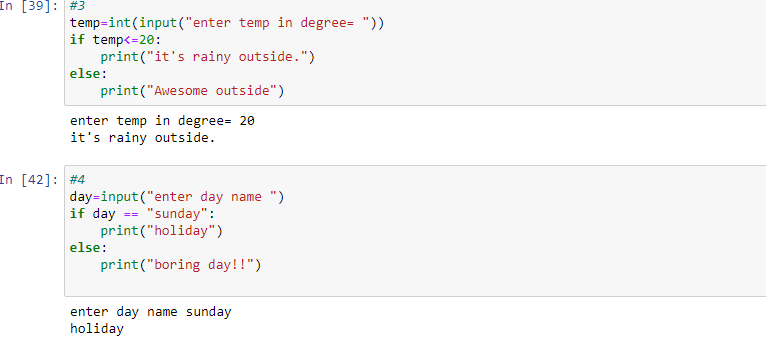 In [39]: #3
temp=int(input("enter temp in degree= "))
if temp<=20:
    print("it's rainy outside.")
else:
    print("Awesome outside")
enter temp in degree= 20
it's rainy outside.
In [42]: #4
day=input("enter day name ")
if day == "sunday":
    print("holiday")
else:
    print("boring day!!")
enter day name sunday
holiday